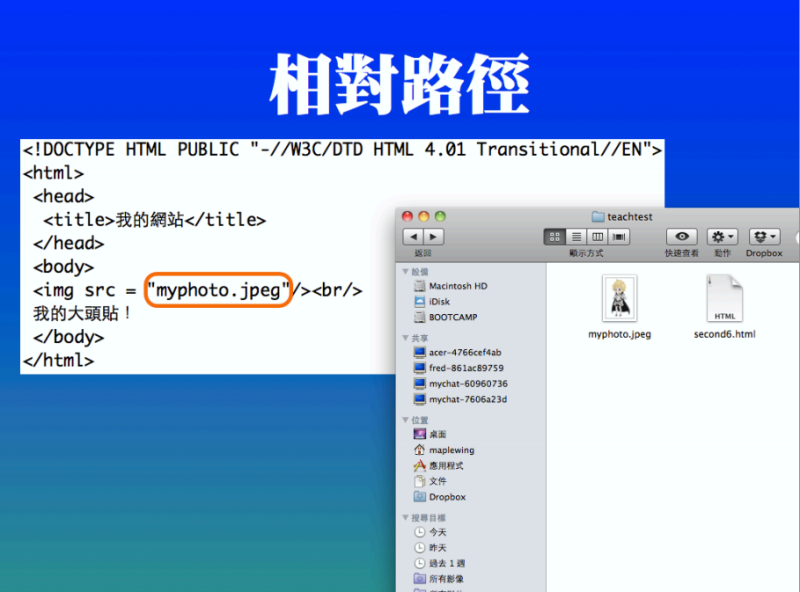 相對路徑
<!DOCTYPE HTML PUBLIC "-//W3C/DTD HTML 4.01 Transitional//EN">
<html>
<head>
<title>我的網站</title>
</head>
<body>
<img src = "myphoto.jpeg"/><br/>
我的大頭貼！
</body>
</html>
teachtest
返回
顯示方式
快速查看
動作
Dropbox
設備
Macintosh HD
iDisk
BOOTCAMP
共享
acer-4766cef4ab
fred-861ac89759
mychat-60960736
mychat-7606a23d
位置
桌面
maplewing
應用程式
文件
Dropbox
搜尋目標
今天
昨天
過去 1 週
所有影像
HTML
myphoto.jpeg
second6.html